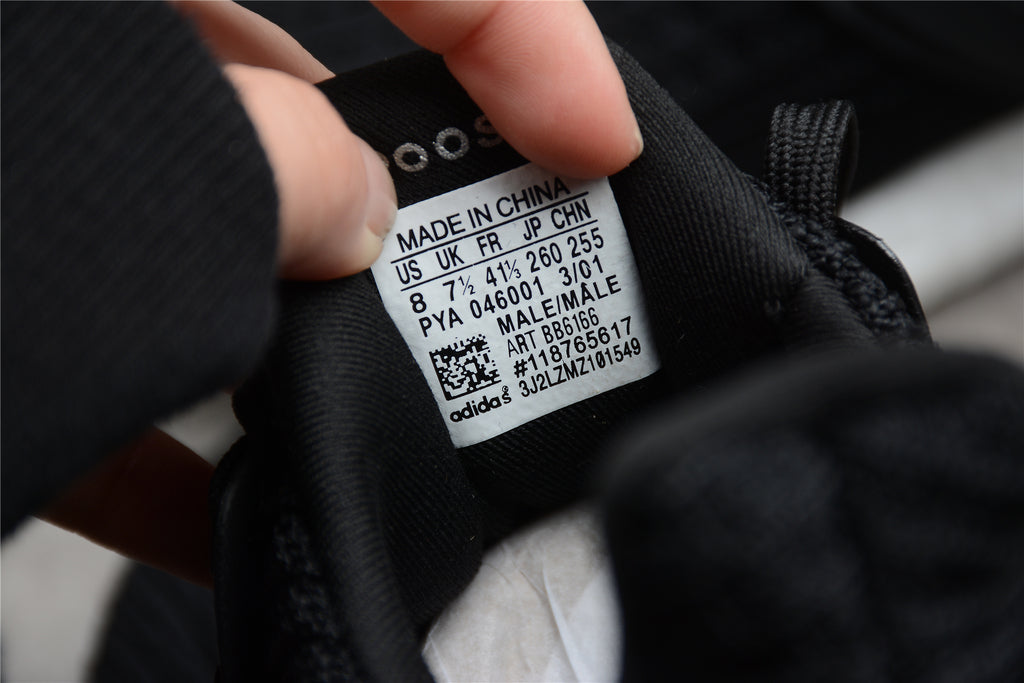 MADE IN CHINA
US UK FR JP CHN
8 7½ 41⅓ 260 255
PYA 046001 3/01
MALE/MÂLE
ART BB6166
#118765617
3J2LZMZ101549
adidas®